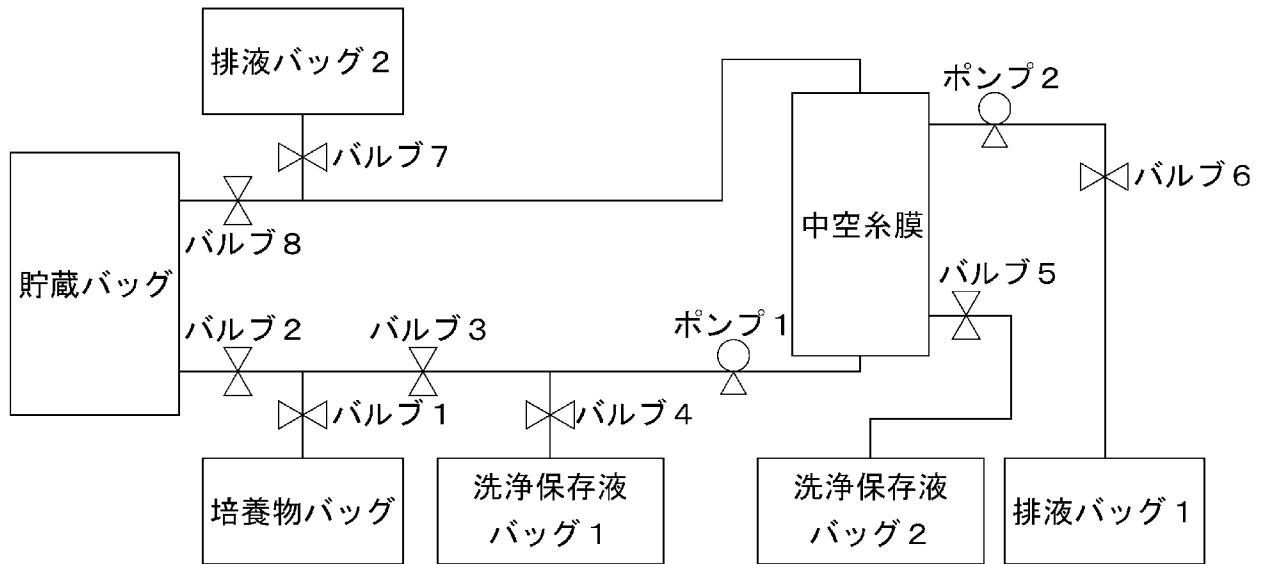 排液バッグ２
ポンプ２
バルブ７
バルブ６
中空糸膜
バルブ８
バルブ５
貯蔵バッグ
バルブ２
バルブ３
ポンプ１
バルブ１
バルブ４
培養物バッグ
洗浄保存液
バッグ１
洗浄保存液
バッグ２
排液バッグ１